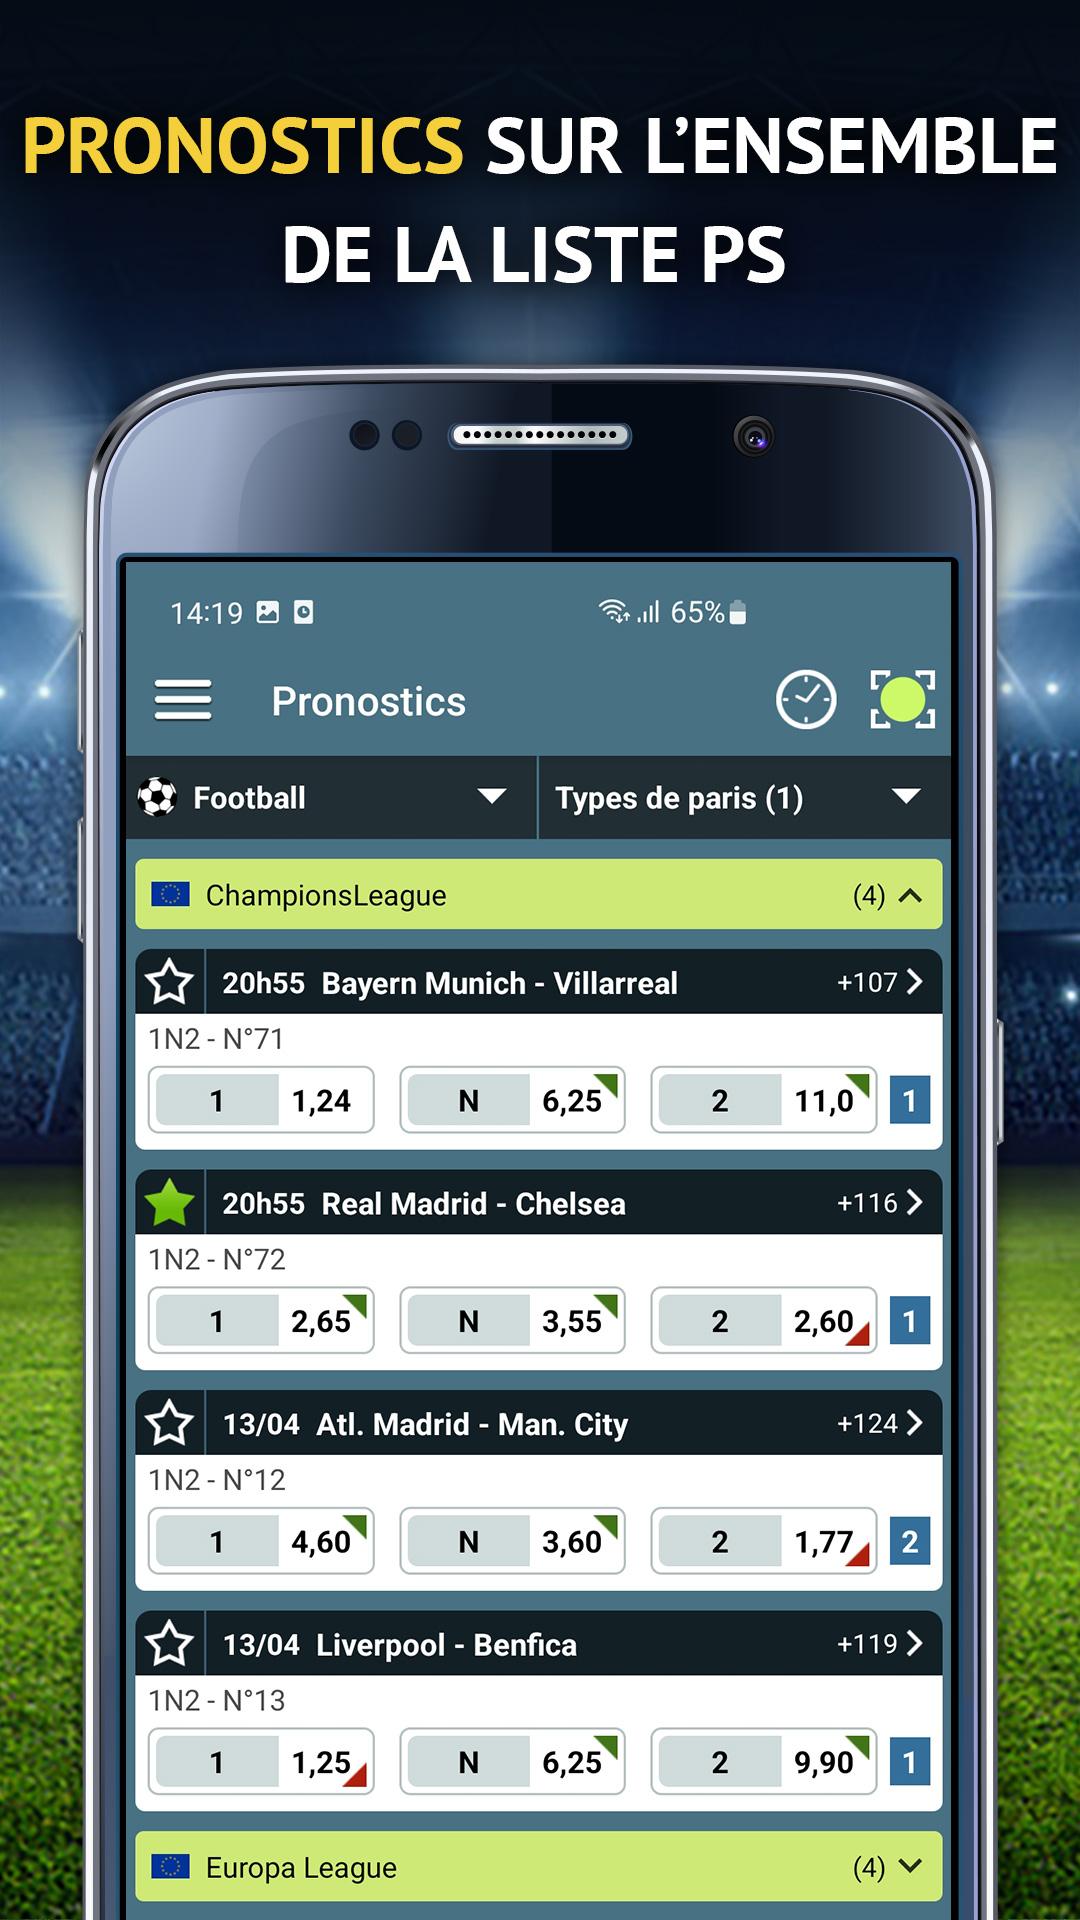 PRONOSTICS SUR L’ENSEMBLE
DE LA LISTE PS
14:19 65%
Pronostics
Football Types de paris (1)
ChampionsLeague (4)
20h55 Bayern Munich - Villarreal +107
1N2 - N°71
1 1,24 N 6,25 2 11,0 1
20h55 Real Madrid - Chelsea +116
1N2 - N°72
1 2,65 N 3,55 2 2,60 1
13/04 Atl. Madrid - Man. City +124
1N2 - N°12
1 4,60 N 3,60 2 1,77 2
13/04 Liverpool - Benfica +119
1N2 - N°13
1 1,25 N 6,25 2 9,90 1
Europa League (4)